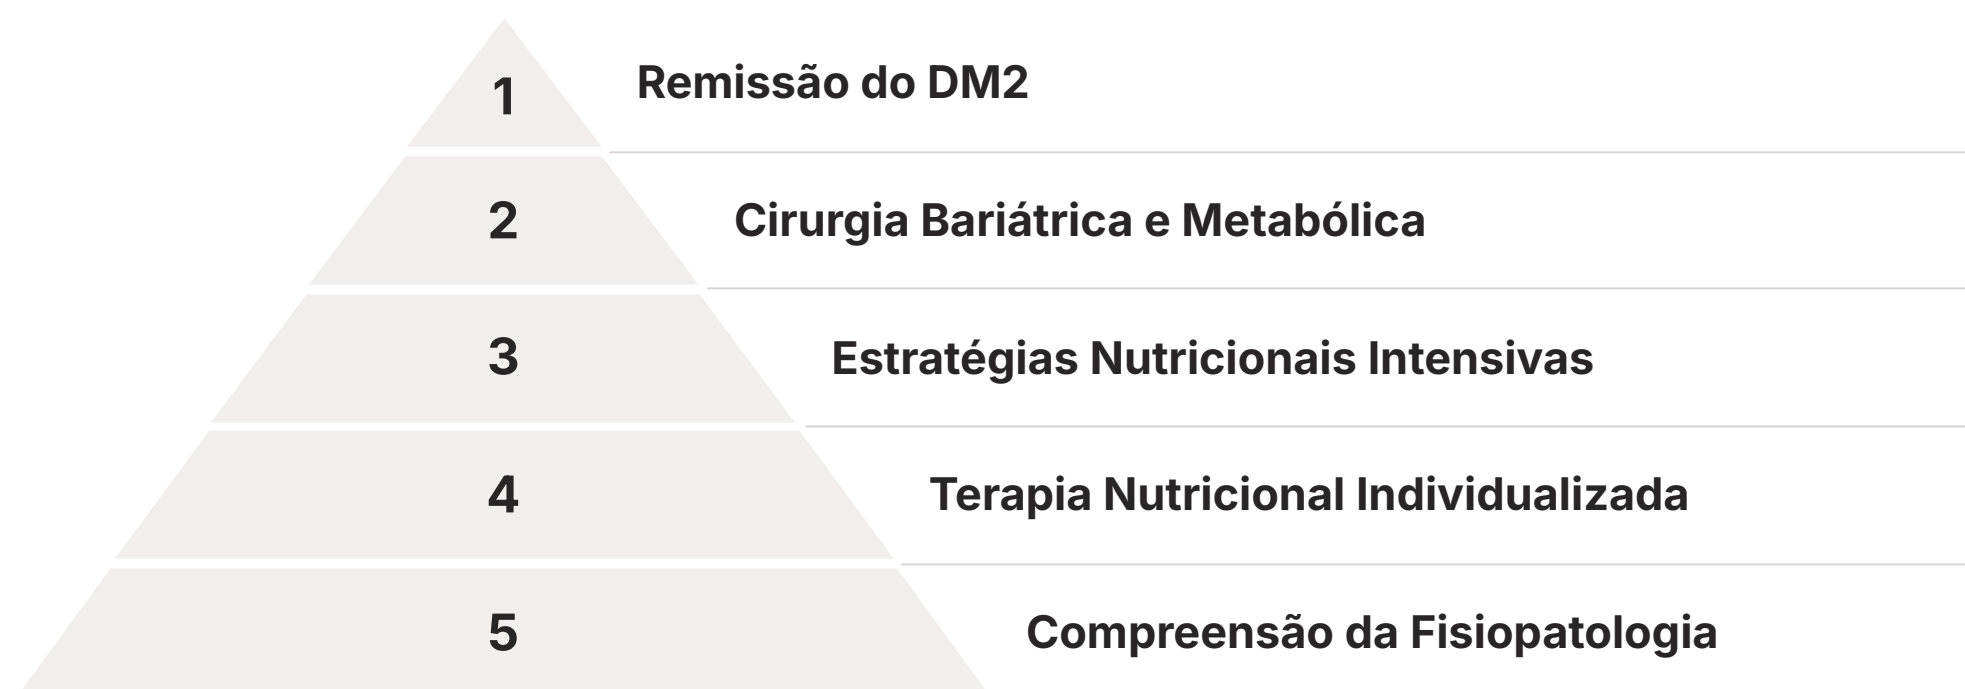 1
Remissão do DM2
2
Cirurgia Bariátrica e Metabólica
3
Estratégias Nutricionais Intensivas
4
Terapia Nutricional Individualizada
5
Compreensão da Fisiopatologia